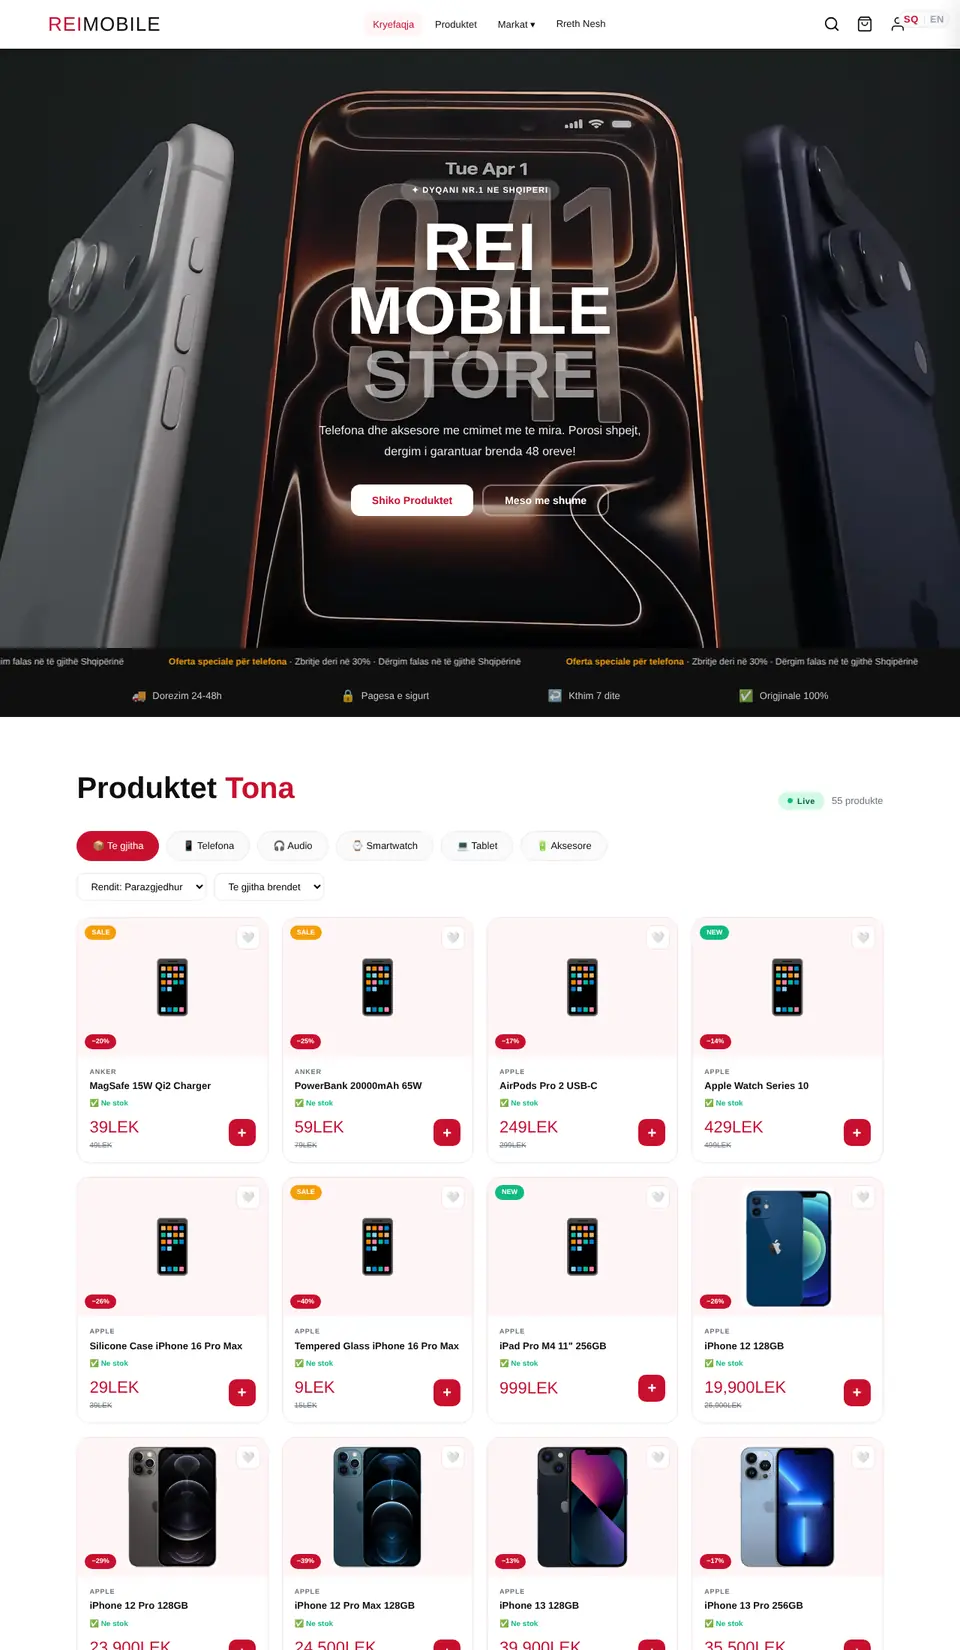 REIMOBILE
Kryefaqja
Produktet
Markat ▾
Rreth Nesh
SQ | EN
Tue Apr 1
9:41
✦ DYQANI NR.1 NE SHQIPERI
REI
MOBILE
STORE
Telefona dhe aksesore me cmimet me te mira. Porosi shpejt,
dergim i garantuar brenda 48 oreve!
Shiko Produktet
Meso me shume
im falas në të gjithë Shqipërinë
Oferta speciale për telefona · Zbritje deri në 30% · Dërgim falas në të gjithë Shqipërinë
Oferta speciale për telefona · Zbritje deri në 30% · Dërgim falas në të gjithë Shqipërinë
Dorezim 24-48h
Pagesa e sigurt
Kthim 7 dite
Origjinale 100%
Produktet Tona
Live
55 produkte
Te gjitha
Telefona
Audio
Smartwatch
Tablet
Aksesore
Rendit: Parazgjedhur
Te gjitha brendet
SALE
−20%
ANKER
MagSafe 15W Qi2 Charger
Ne stok
39LEK
49LEK
+
SALE
−25%
ANKER
PowerBank 20000mAh 65W
Ne stok
59LEK
79LEK
+
−17%
APPLE
AirPods Pro 2 USB-C
Ne stok
249LEK
299LEK
+
NEW
−14%
APPLE
Apple Watch Series 10
Ne stok
429LEK
499LEK
+
−26%
APPLE
Silicone Case iPhone 16 Pro Max
Ne stok
29LEK
39LEK
+
SALE
−40%
APPLE
Tempered Glass iPhone 16 Pro Max
Ne stok
9LEK
15LEK
+
NEW
APPLE
iPad Pro M4 11" 256GB
Ne stok
999LEK
+
−26%
APPLE
iPhone 12 128GB
Ne stok
19,900LEK
26,900LEK
+
−29%
APPLE
iPhone 12 Pro 128GB
Ne stok
23,900LEK
−39%
APPLE
iPhone 12 Pro Max 128GB
Ne stok
24,500LEK
−13%
APPLE
iPhone 13 128GB
Ne stok
39,900LEK
−17%
APPLE
iPhone 13 Pro 256GB
Ne stok
35,500LEK